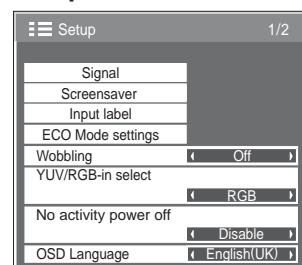 Setup 1/2
Signal
Screensaver
Input label
ECO Mode settings
Wobbling Off
YUV/RGB-in select
RGB
No activity power off
Disable
OSD Language English(UK)